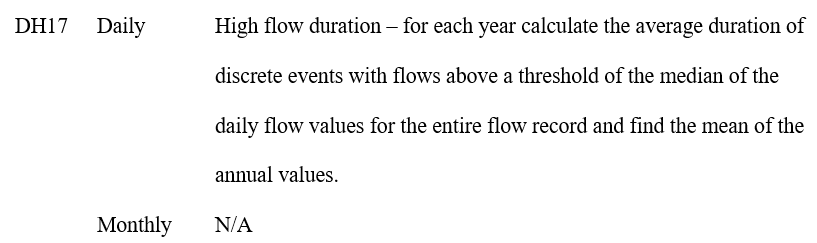 DH17 Daily High flow duration – for each year calculate the average duration of
discrete events with flows above a threshold of the median of the
daily flow values for the entire flow record and find the mean of the
annual values.
Monthly N/A